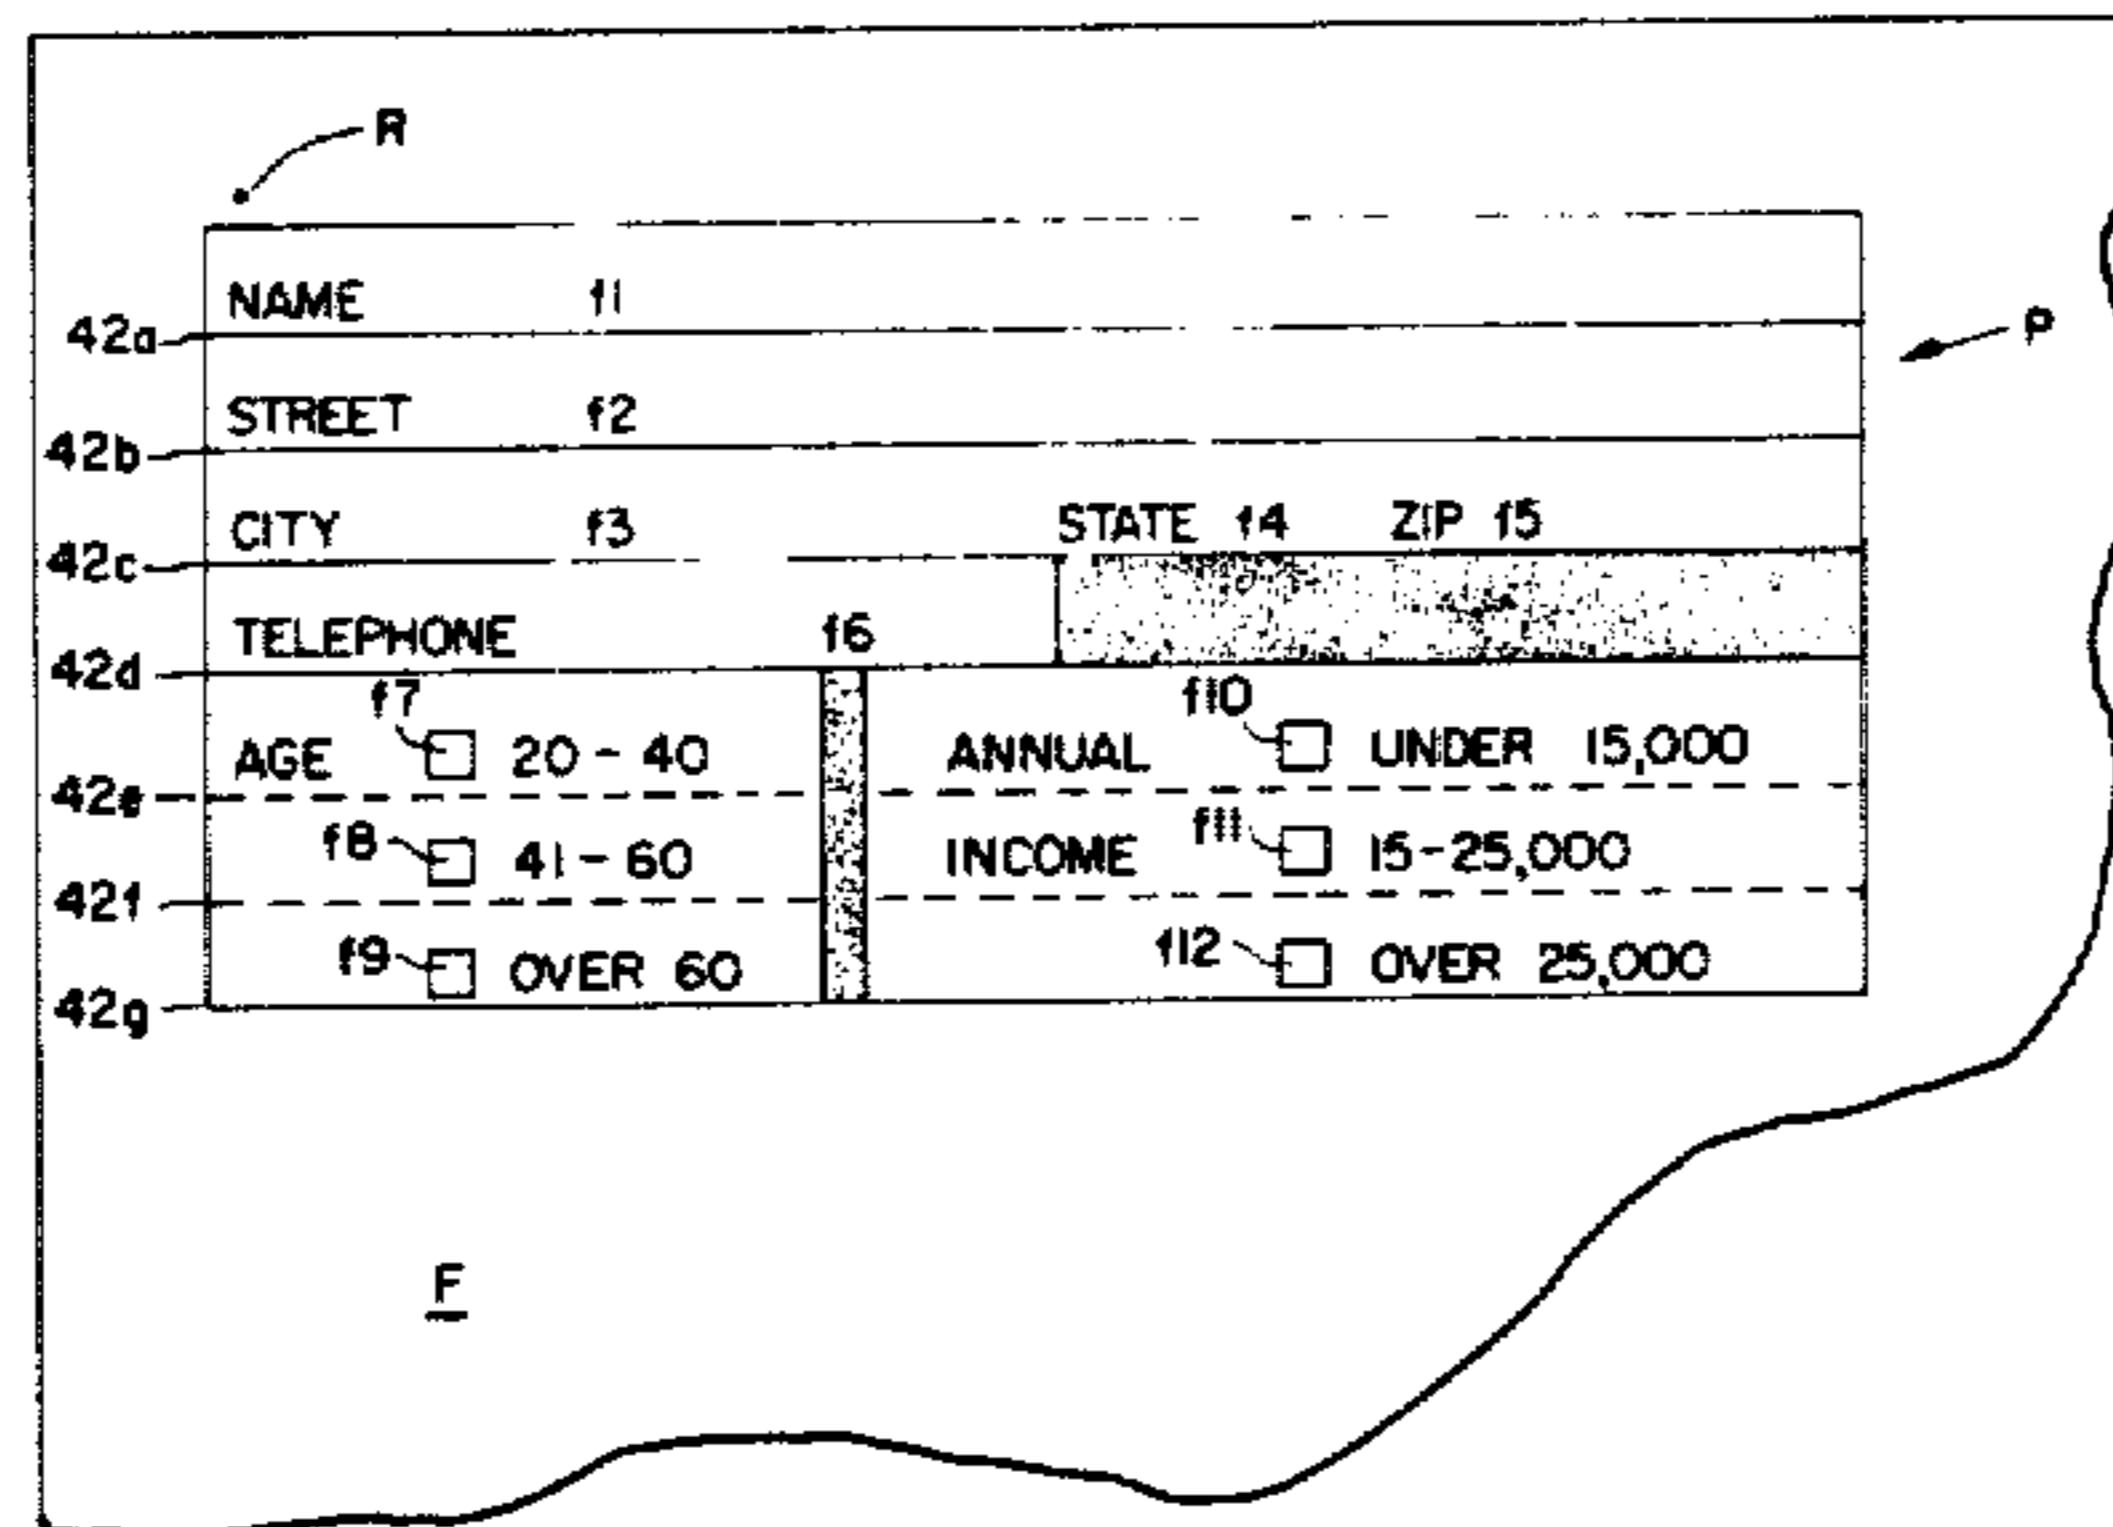 R
NAME f1
42a
P
STREET f2
42b
CITY f3 STATE f4 ZIP f5
42c
TELEPHONE f6
42d
f7 f10
AGE 20-40 ANNUAL UNDER 15,000
42e
f8 41-60 INCOME f11 15-25,000
42f
f9 OVER 60 f12 OVER 25,000
42g
F